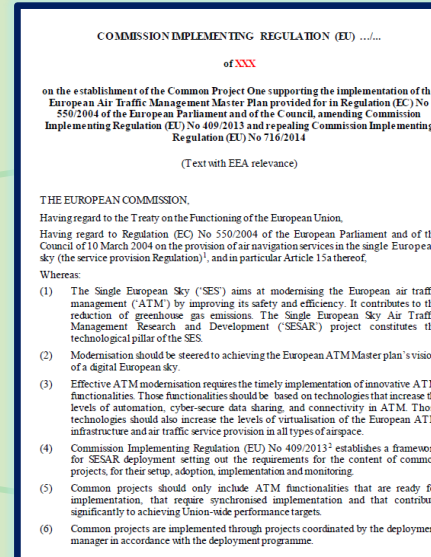 COMMISSION IMPLEMENTING REGULATION (EU) …/...
of XXX
on the establishment of the Common Project One supporting the implementation of the
European Air Traffic Management Master Plan provided for in Regulation (EC) No
550/2004 of the European Parliament and of the Council, amending Commission
Implementing Regulation (EU) No 409/2013 and repealing Commission Implementing
Regulation (EU) No 716/2014
(Text with EEA relevance)
THE EUROPEAN COMMISSION,
Having regard to the Treaty on the Functioning of the European Union,
Having regard to Regulation (EC) No 550/2004 of the European Parliament and of th
Council of 10 March 2004 on the provision of air navigation services in the single Europea
sky (the service provision Regulation)¹, and in particular Article 15a thereof,
Whereas:
(1) The Single European Sky (‘SES’) aims at modernising the European air traff
management (‘ATM’) by improving its safety and efficiency. It contributes to th
reduction of greenhouse gas emissions. The Single European Sky Air Traff
Management Research and Development (‘SESAR’) project constitutes th
technological pillar of the SES.
(2) Modernisation should be steered to achieving the European ATM Master plan’s vision
of a digital European sky.
(3) Effective ATM modernisation requires the timely implementation of innovative ATM
functionalities. Those functionalities should be based on technologies that increase th
levels of automation, cyber-secure data sharing, and connectivity in ATM. Tho
technologies should also increase the levels of virtualisation of the European ATM
infrastructure and air traffic service provision in all types of airspace.
(4) Commission Implementing Regulation (EU) No 409/2013² establishes a framewor
for SESAR deployment setting out the requirements for the content of commo
projects, for their setup, adoption, implementation and monitoring.
(5) Common projects should only include ATM functionalities that are ready fo
implementation, that require synchronised implementation and that contribu
significantly to achieving Union-wide performance targets.
(6) Common projects are implemented through projects coordinated by the deploymen
manager in accordance with the deployment programme.